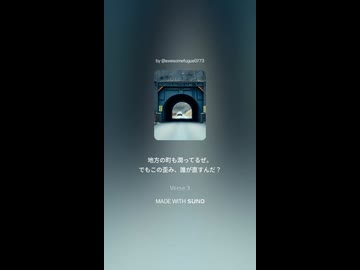 by @awesomefugue0773
地方の町も潤ってるぜ。
でもこの歪み、誰が直すんだ？
Verse 3
MADE WITH SUNO